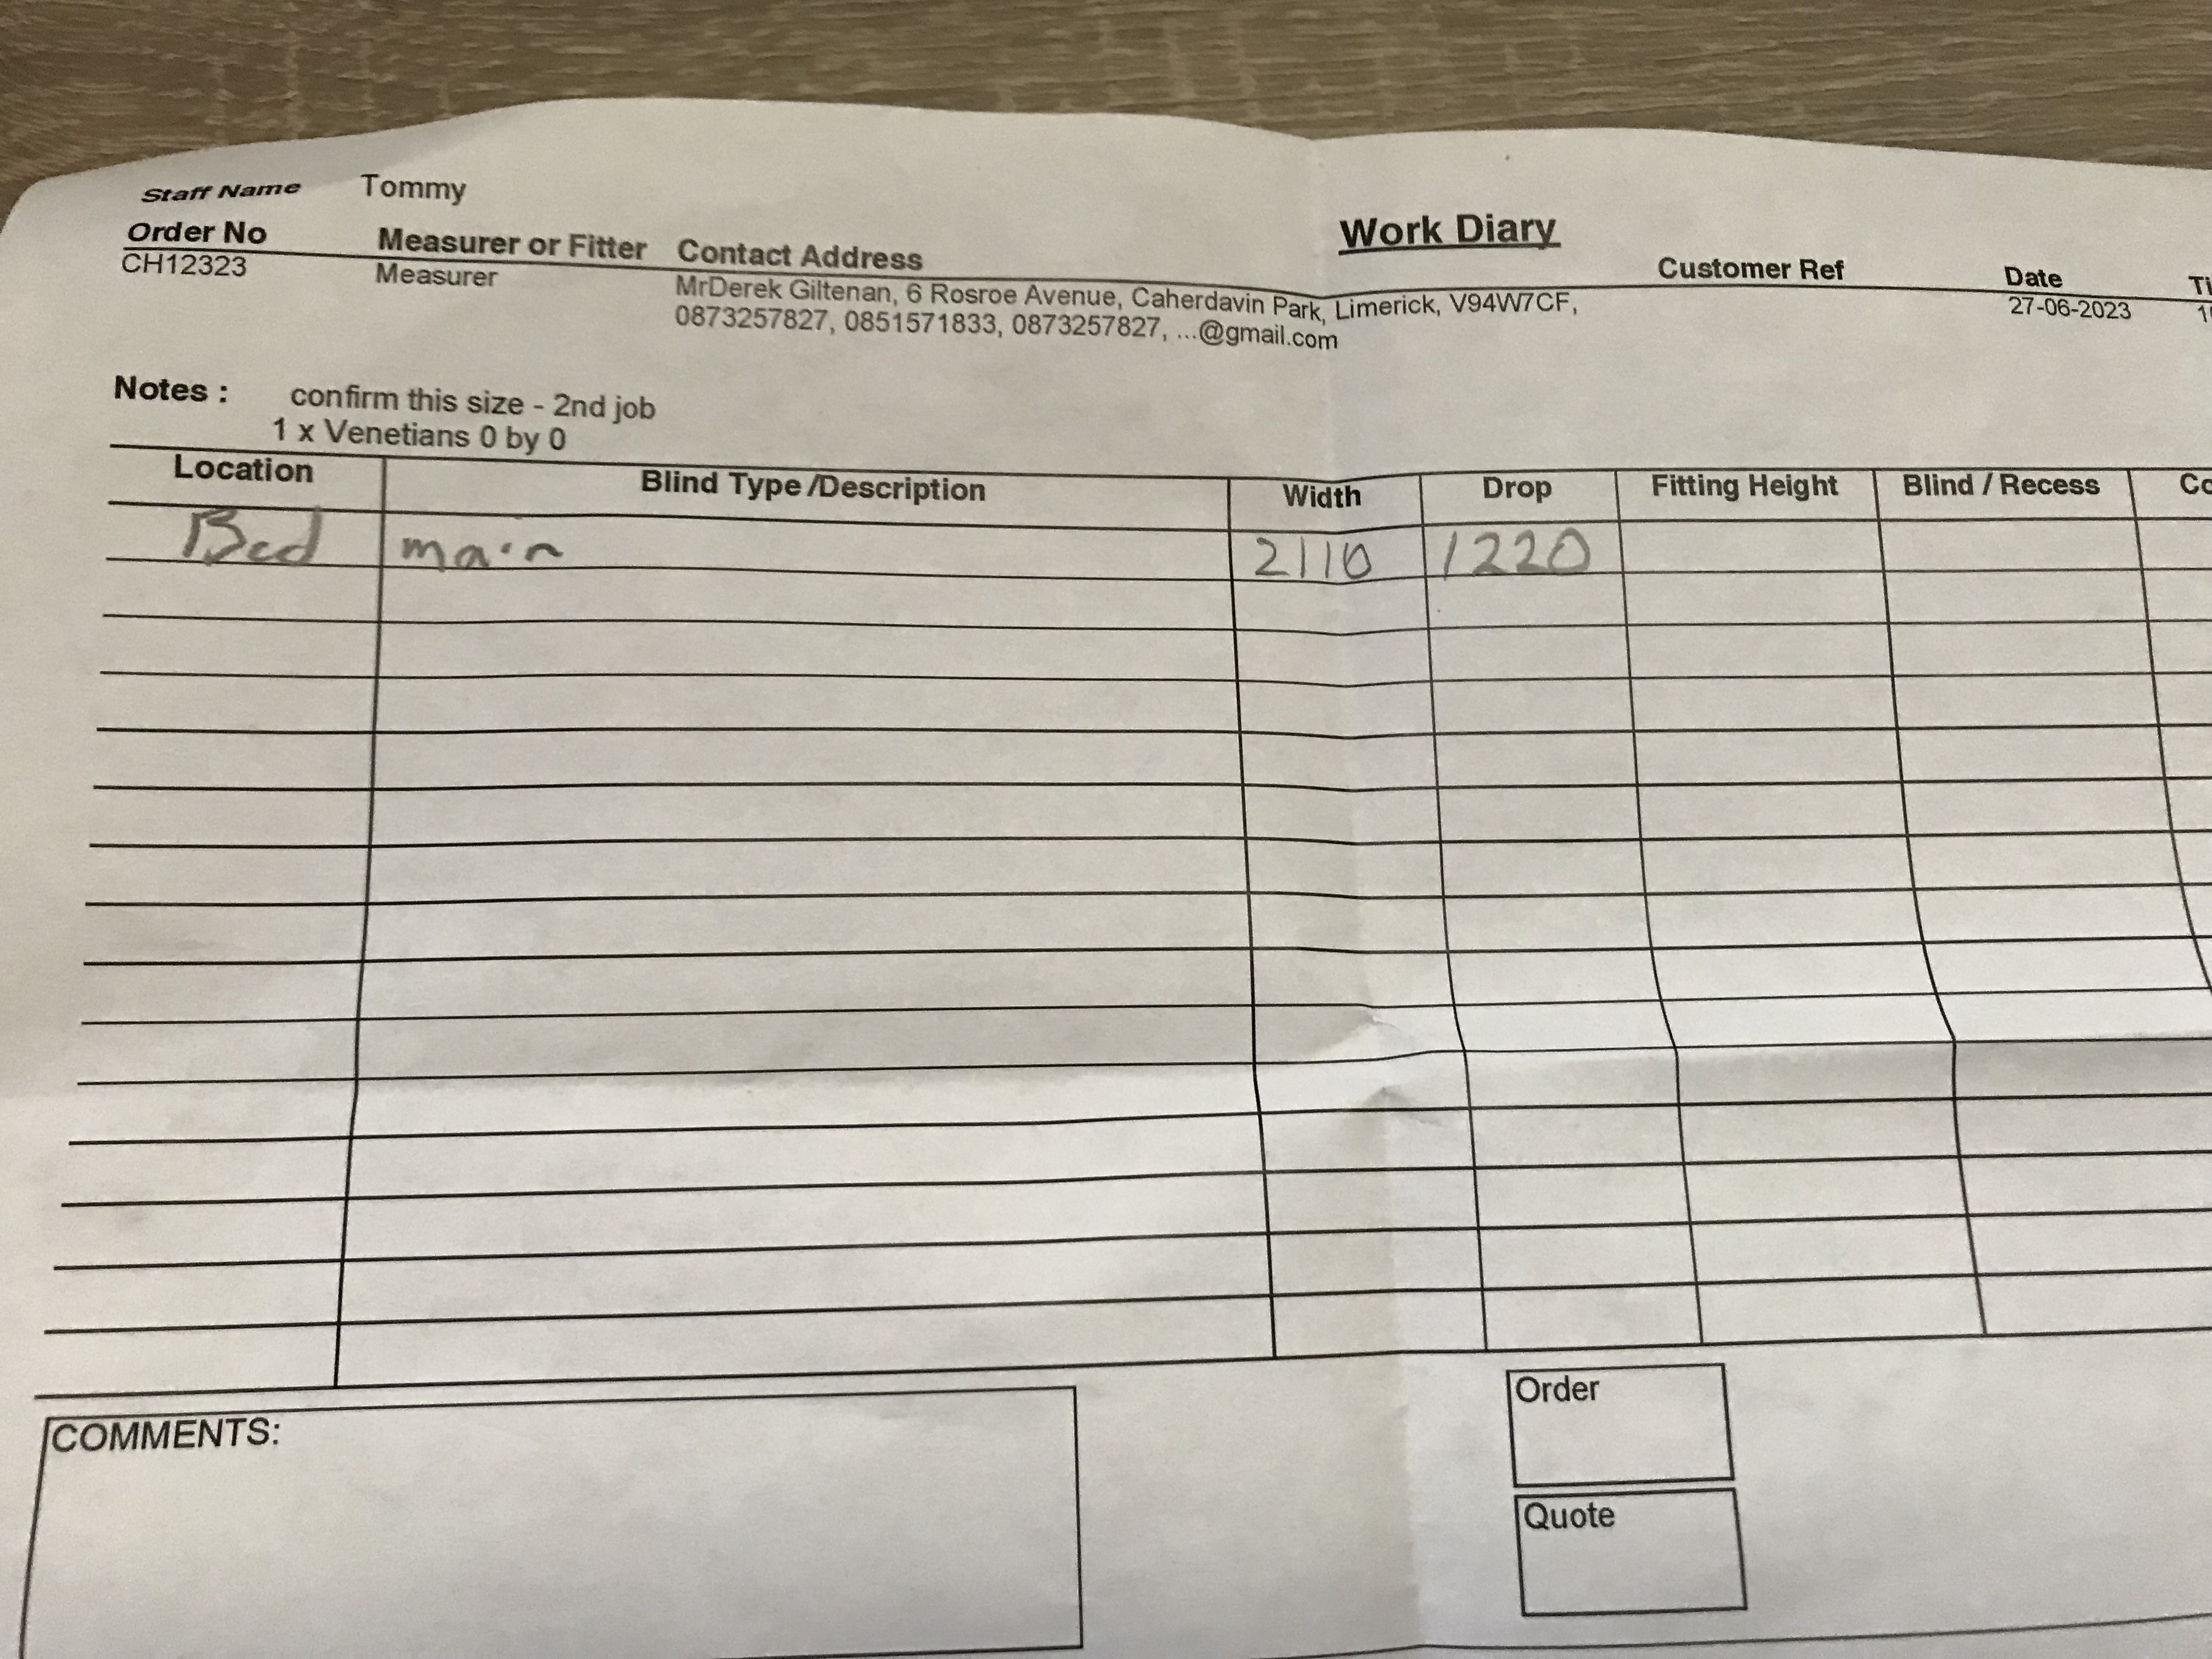 Staff Name Tommy
Work Diary
Order No Measurer or Fitter Contact Address Customer Ref Date
CH12323 Measurer MrDerek Giltenan, 6 Rosroe Avenue, Caherdavin Park, Limerick, V94W7CF, 27-06-2023
0873257827, 0851571833, 0873257827, ...@gmail.com
Notes : confirm this size - 2nd job
1 x Venetians 0 by 0
Location Blind Type /Description Width Drop Fitting Height Blind / Recess
Bed main 2110 1220
Order
COMMENTS:
Quote